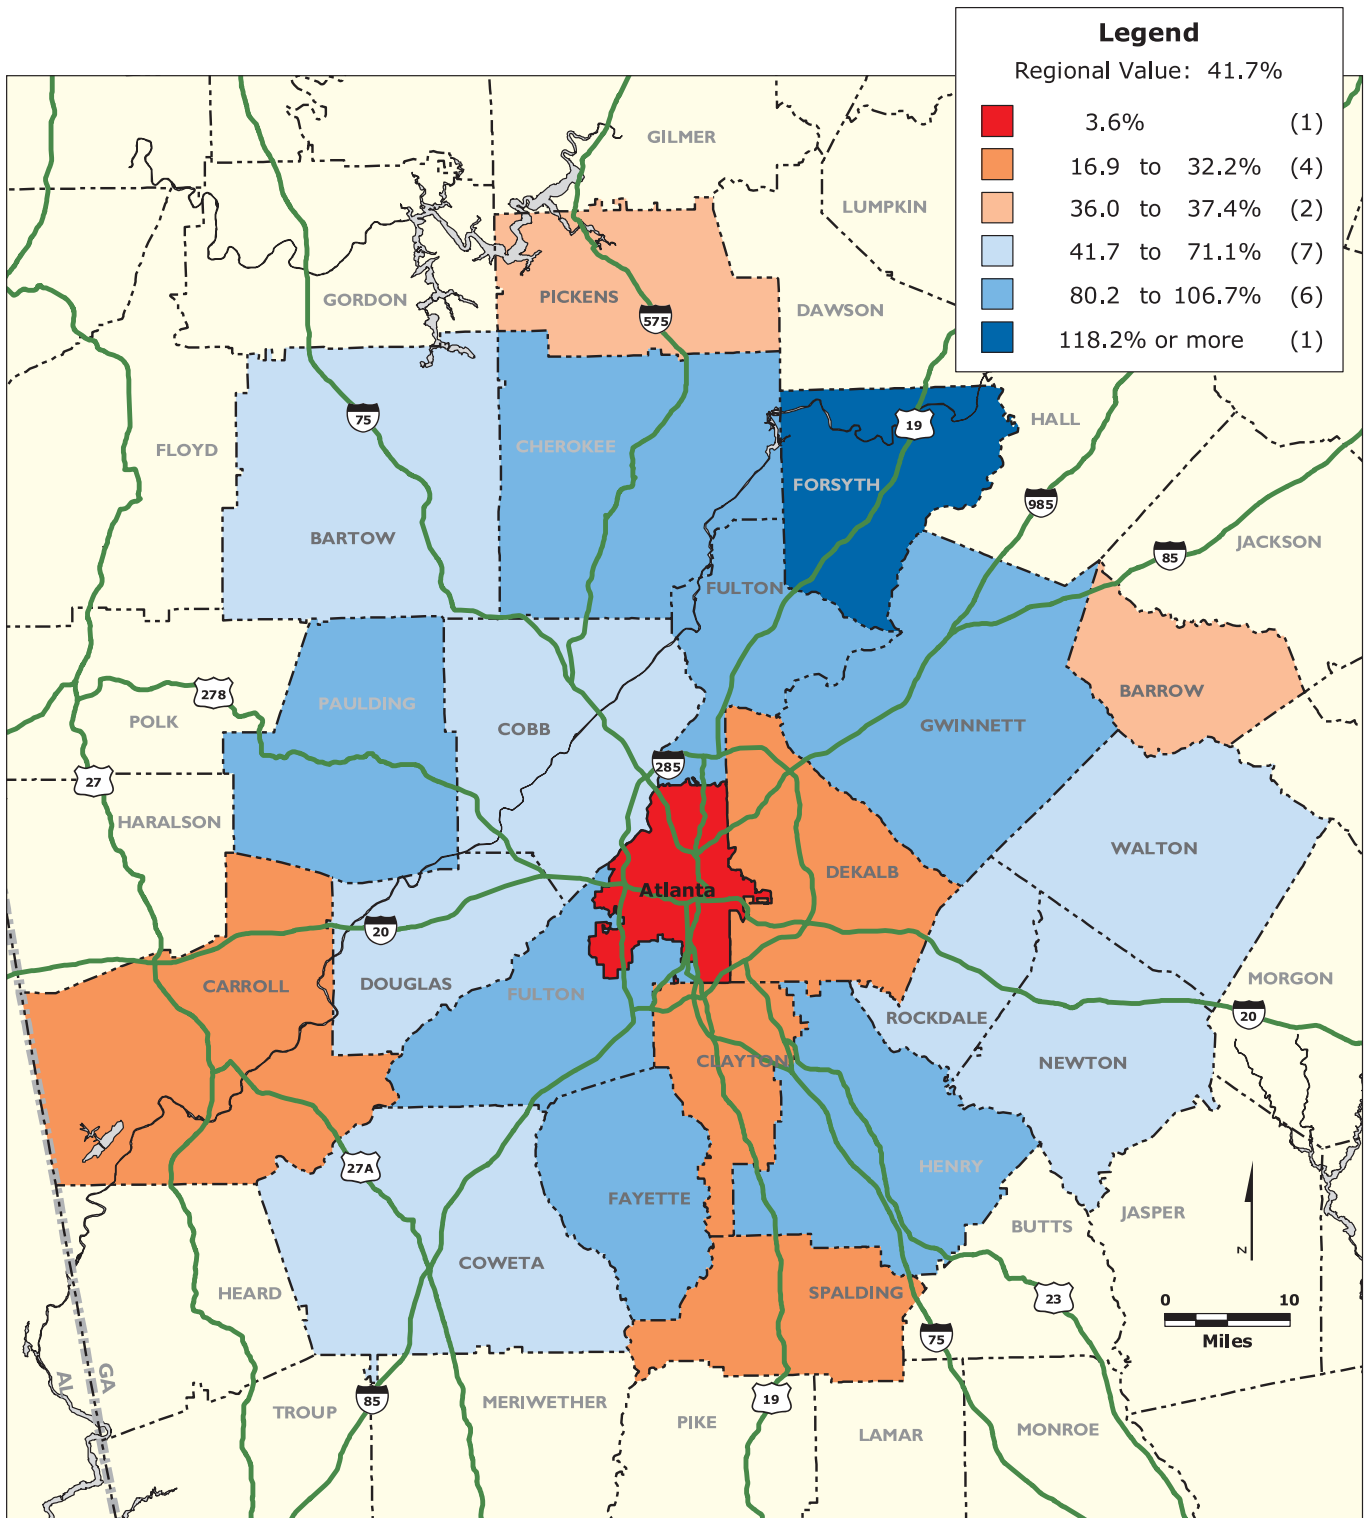 Legend
Regional Value: 41.7%
3.6% (1)
16.9 to 32.2% (4)
36.0 to 37.4% (2)
41.7 to 71.1% (7)
80.2 to 106.7% (6)
118.2% or more (1)
GILMER
LUMPKIN
GORDON
PICKENS
DAWSON
575
75
19
HALL
FLOYD
CHEROKEE
FORSYTH
985
BARTOW
JACKSON
85
FULTON
278
PAULDING
BARROW
POLK
COBB
GWINNETT
285
27
HARALSON
WALTON
DEKALB
Atlanta
20
CARROLL
DOUGLAS
FULTON
MORGON
ROCKDALE
20
CLAYTON
NEWTON
27A
HENRY
FAYETTE
JASPER
BUTTS
N
COWETA
HEARD
SPALDING
23
0 10
Miles
75
GA
AL
85
19
MERIWETHER
TROUP
PIKE
LAMAR
MONROE